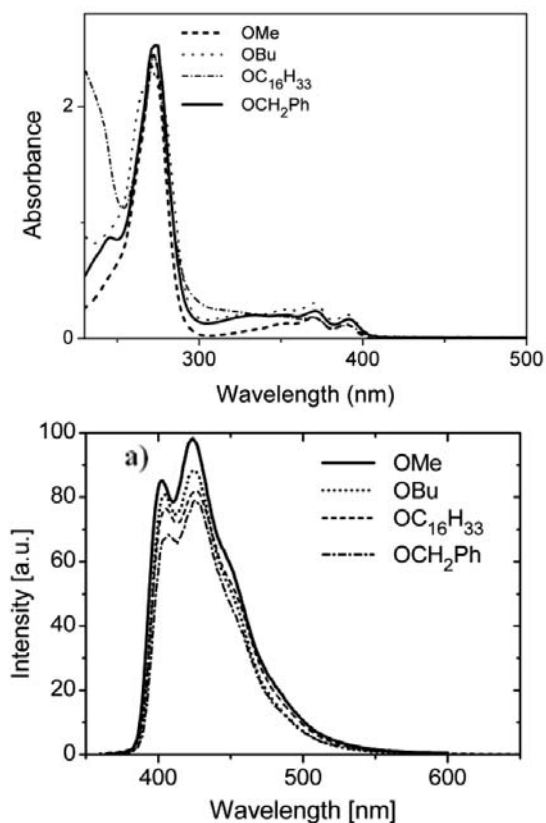 OMe
OBu
OC16H33
OCH2Ph
2
Absorbance
0
300
400
500
Wavelength (nm)
100
a)
OMe
OBu
OC16H33
OCH2Ph
80
60
Intensity [a.u.]
40
20
0
400
500
600
Wavelength [nm]